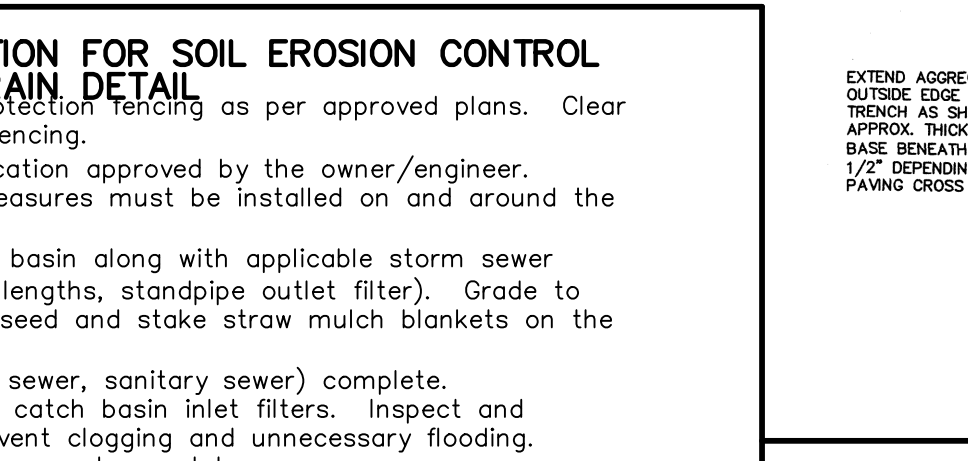 TION FOR SOIL EROSION CONTROL
RAIN DETAIL
otection fencing as per approved plans. Clear
encing.
cation approved by the owner/engineer.
easures must be installed on and around the
basin along with applicable storm sewer
lengths, standpipe outlet filter). Grade to
seed and stake straw mulch blankets on the
sewer, sanitary sewer) complete.
catch basin inlet filters. Inspect and
vent clogging and unnecessary flooding.
EXTEND AGGRE
OUTSIDE EDGE
TRENCH AS SH
APPROX. THICK
BASE BENEATH
1/2" DEPENDIN
PAVING CROSS